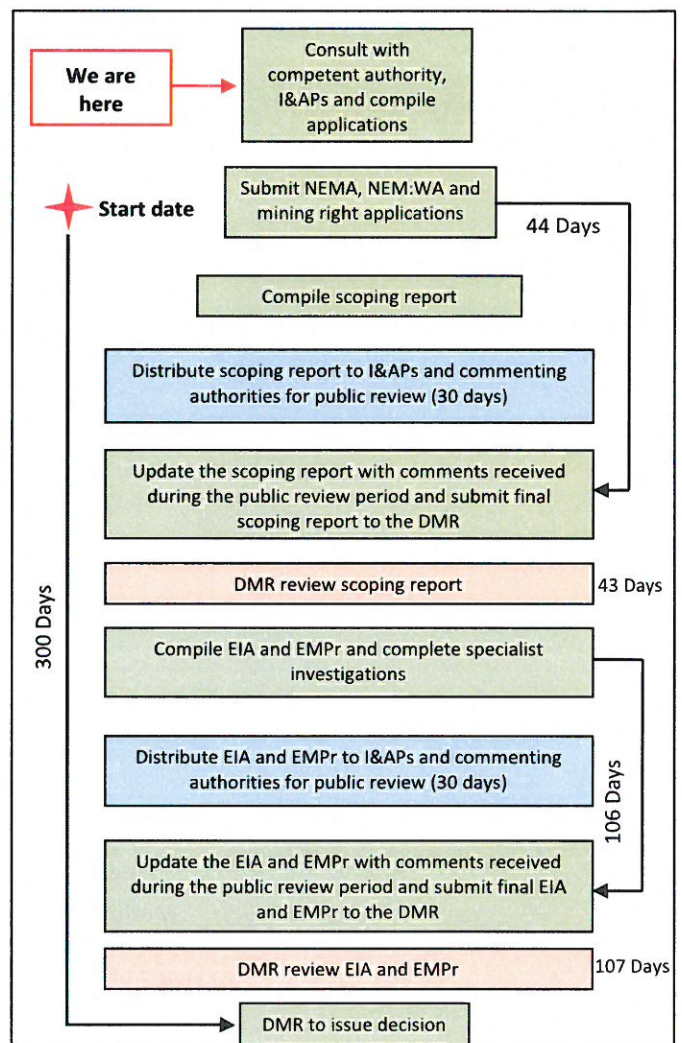 We are
here
Consult with
competent authority,
I&APs and compile
applications
Start date
Submit NEMA, NEM:WA and
mining right applications
44 Days
Compile scoping report
Distribute scoping report to I&APs and commenting
authorities for public review (30 days)
Update the scoping report with comments received
during the public review period and submit final
scoping report to the DMR
DMR review scoping report
43 Days
300 Days
Compile EIA and EMPr and complete specialist
investigations
Distribute EIA and EMPr to I&APs and commenting
authorities for public review (30 days)
106 Days
Update the EIA and EMPr with comments received
during the public review period and submit final EIA
and EMPr to the DMR
DMR review EIA and EMPr
107 Days
DMR to issue decision